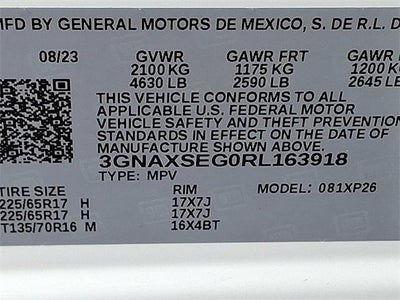 MFD BY GENERAL MOTORS DE MEXICO, S. DE R.L. D
08/23 GVWR GAWR FRT GAWR
2100 KG 1175 KG 1200 K
4630 LB 2590 LB 2645 LB
THIS VEHICLE CONFORMS TO ALL
APPLICABLE U.S. FEDERAL MOTOR
VEHICLE SAFETY AND THEFT PREVENTION
STANDARDS IN EFFECT ON THE DATE OF
MANUFACTURE SHOWN ABOVE.
3GNAXSEG0RL163918
TYPE: MPV
TIRE SIZE RIM MODEL: 081XP26
225/65R17 H 17X7J
225/65R17 H 17X7J
T135/70R16 M 16X4BT